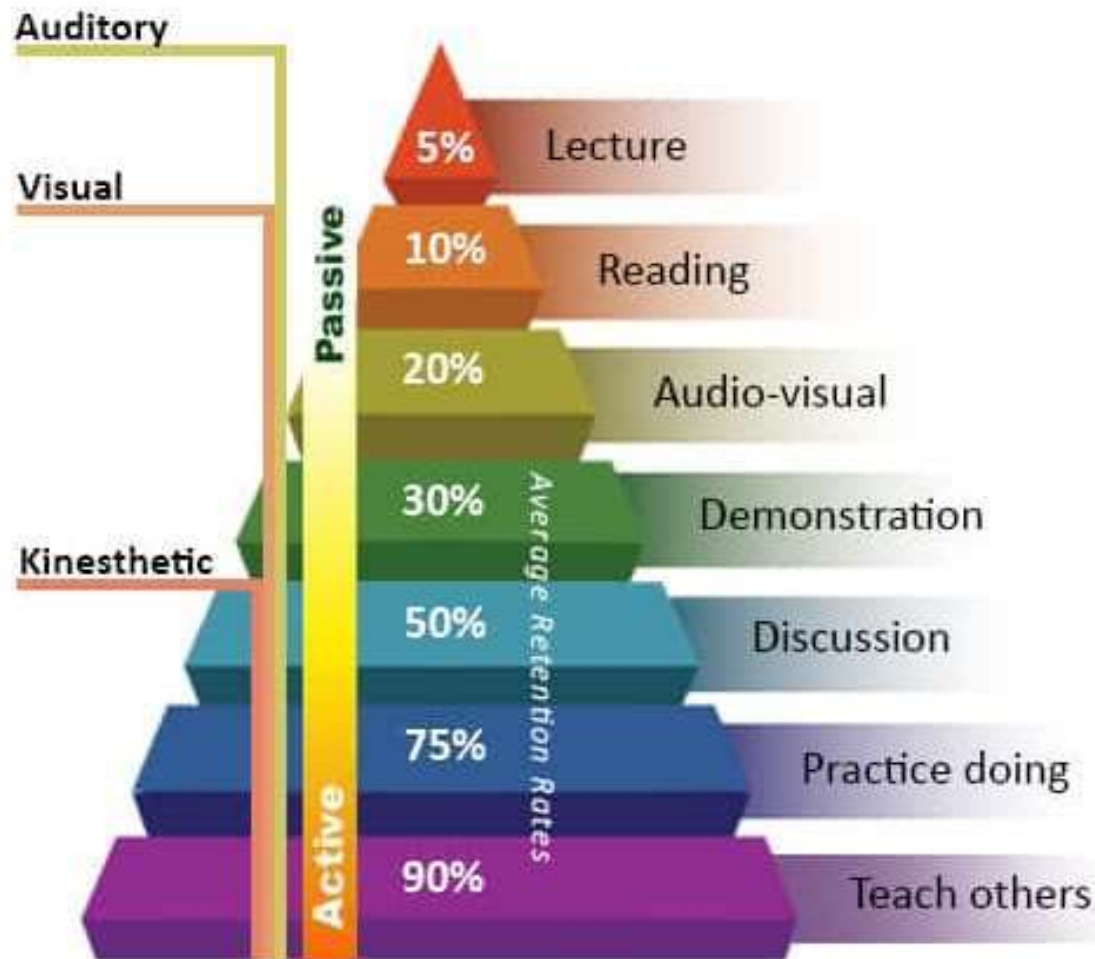 Auditory
5%
Lecture
Visual
10%
Reading
Passive
20%
Audio-visual
30%
Demonstration
Kinesthetic
50%
Discussion
Average Retention Rates
75%
Practice doing
Active
90%
Teach others